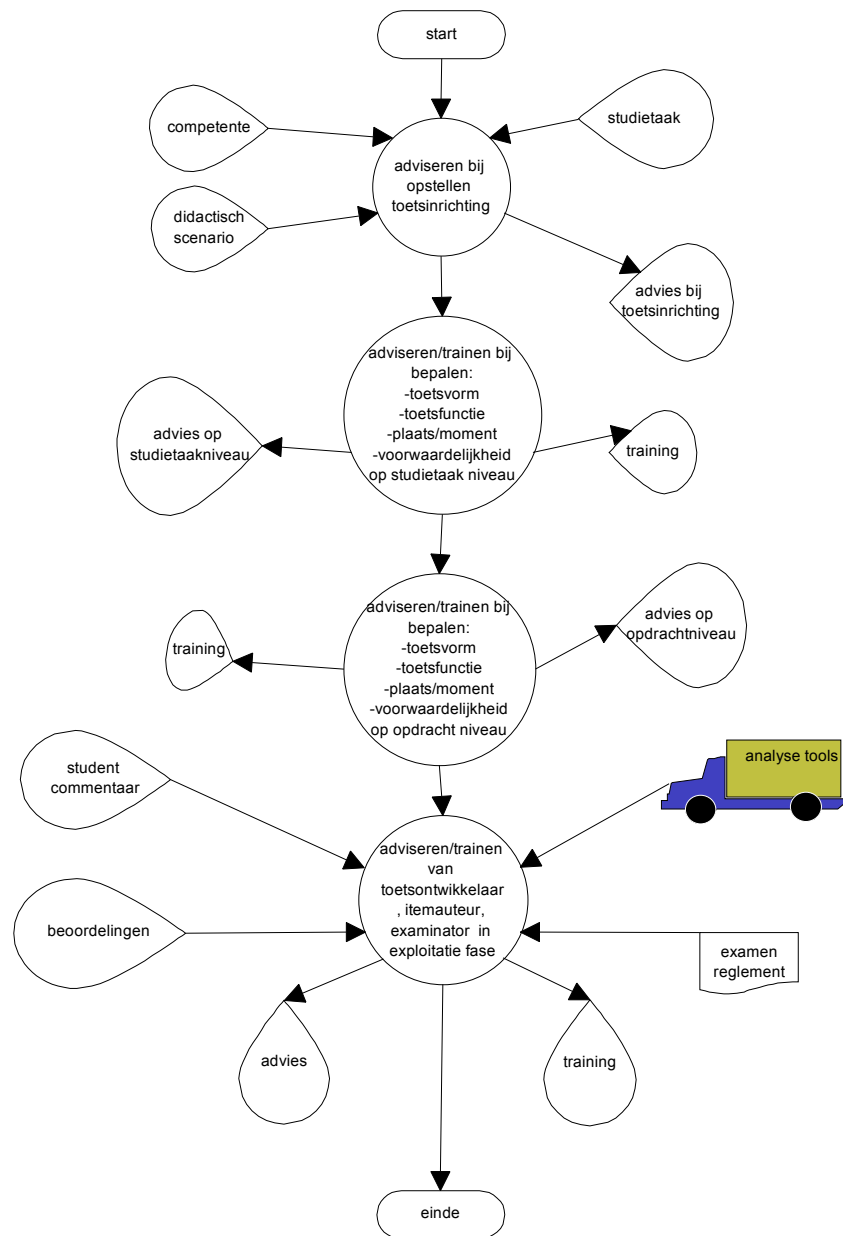 start
competente
studietaak
adviseren bij
opstellen
toetsinrichting
didactisch
scenario
advies bij
toetsinrichting
adviseren/trainen bij
bepalen:
-toetsvorm
-toetsfunctie
-plaats/moment
-voorwaardelijkheid
op studietaak niveau
advies op
studietaakniveau
training
adviseren/trainen bij
bepalen:
-toetsvorm
-toetsfunctie
-plaats/moment
-voorwaardelijkheid
op opdracht niveau
training
advies op
opdrachtniveau
student
commentaar
analyse tools
adviseren/trainen
van
toetsontwikkelaar
, itemauteur,
examinator in
exploitatie fase
beoordelingen
examen
reglement
advies
training
einde